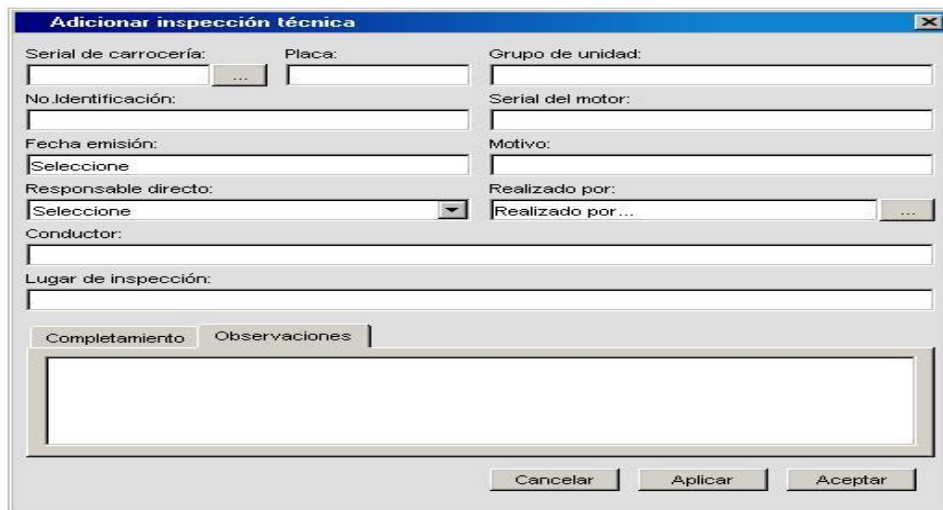 Adicionar inspección técnica
Serial de carrocería: Placa: Grupo de unidad:
...
No.Identificación: Serial del motor:
Fecha emisión: Motivo:
Seleccione
Responsable directo: Realizado por:
Seleccione Realizado por... ...
Conductor:
Lugar de inspección:
Completamiento Observaciones
Cancelar Aplicar Aceptar